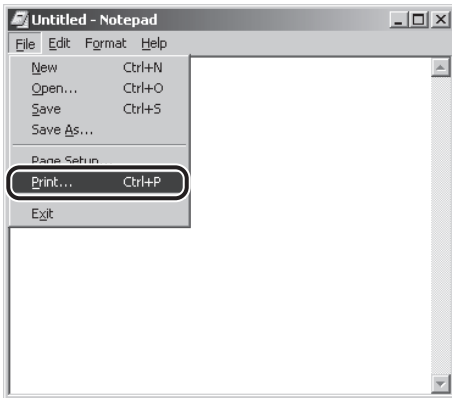 Untitled - Notepad
File Edit Format Help
New Ctrl+N
Open... Ctrl+O
Save Ctrl+S
Save As...
Page Setup
Print... Ctrl+P
Exit